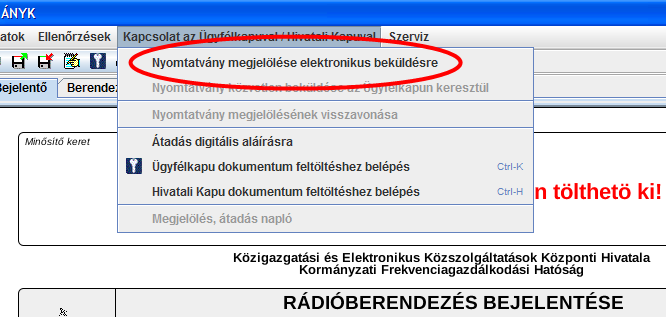 ÁNYK
atok Ellenőrzések Kapcsolat az Ügyfélkapuval / Hivatali Kapuval Szerviz
Nyomtatvány megjelölése elektronikus beküldésre
Nyomtatvány közvetlen beküldése az Ügyfélkapun keresztül
ejelentő Berendez
Nyomtatvány megjelölésének visszavonása
Átadás digitális aláírásra
Minősítő keret
Ügyfélkapu dokumentum feltöltéshez belépés Ctrl-K
Hivatali Kapu dokumentum feltöltéshez belépés Ctrl-H
n tölthetö ki!
Megjelölés, átadás napló
Közigazgatási és Elektronikus Közszolgáltatások Központi Hivatala
Kormányzati Frekvenciagazdálkodási Hatóság
RÁDIÓBERENDEZÉS BEJELENTÉSE